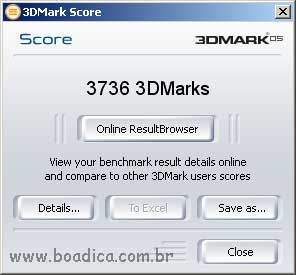 3DMark Score
Score
3DMARK05
3736 3DMarks
Online ResultBrowser
View your benchmark result details online
and compare to other 3DMark users scores
Details...
To Excel
Save as...
www.boadica.com.br
Close